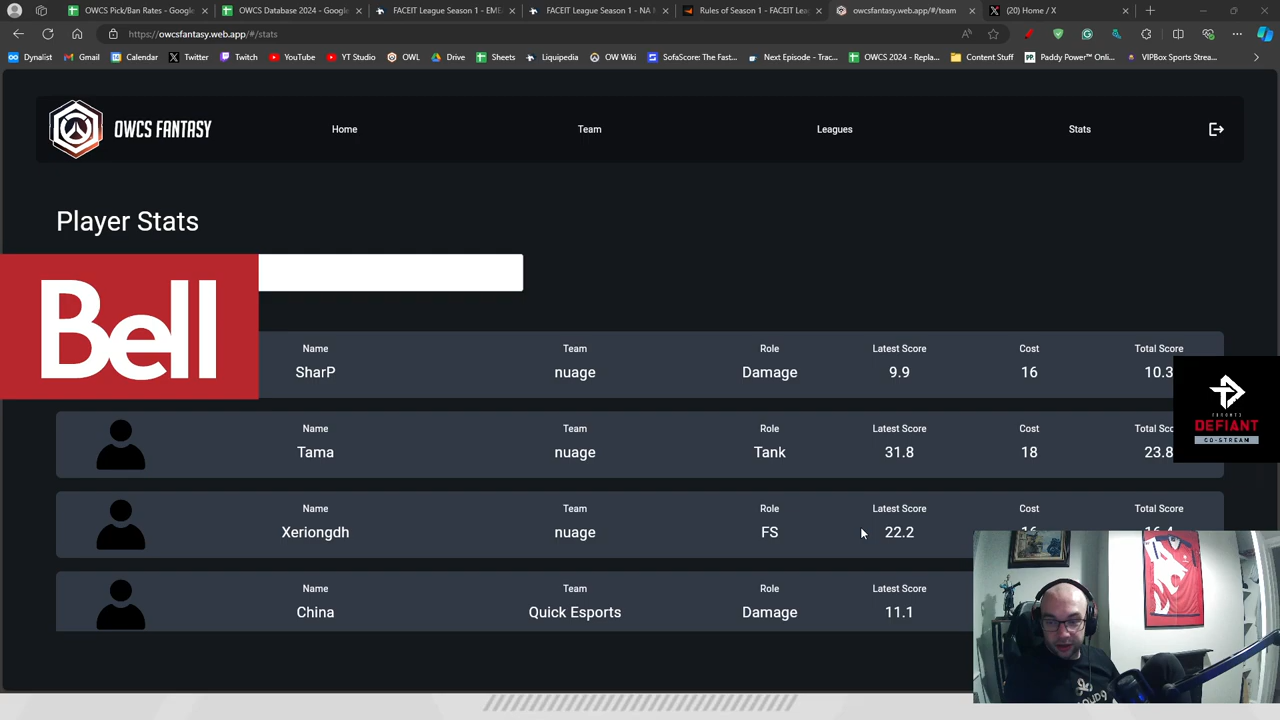 OWCS Pick/Ban Rates - Google
OWCS Database 2024 - Google
FACEIT League Season 1 - EME
FACEIT League Season 1 - NA
Rules of Season 1 - FACEIT Lea
owcsfantasy.web.app/#/team
(20) Home / X
https://owcsfantasy.web.app/#/stats
Dynalist Gmail Calendar Twitter Twitch YouTube YT Studio OWL Drive Sheets Liquipedia OW Wiki SofaScore: The Fast... Next Episode - Trac... OWCS 2024 - Repla... Content Stuff Paddy Power™ Onli... VIPBox Sports Strea...
OWCS FANTASY
Home Team Leagues Stats
Player Stats
Bell
Name Team Role Latest Score Cost Total Score
SharP nuage Damage 9.9 16 10.3
Name Team Role Latest Score Cost Total Sco
Tama nuage Tank 31.8 18 23.8
TORONTO
DEFIANT
CO-STREAM
Name Team Role Latest Score Cost Total Score
Xeriongdh nuage FS 22.2
Name Team Role Latest Score
China Quick Esports Damage 11.1